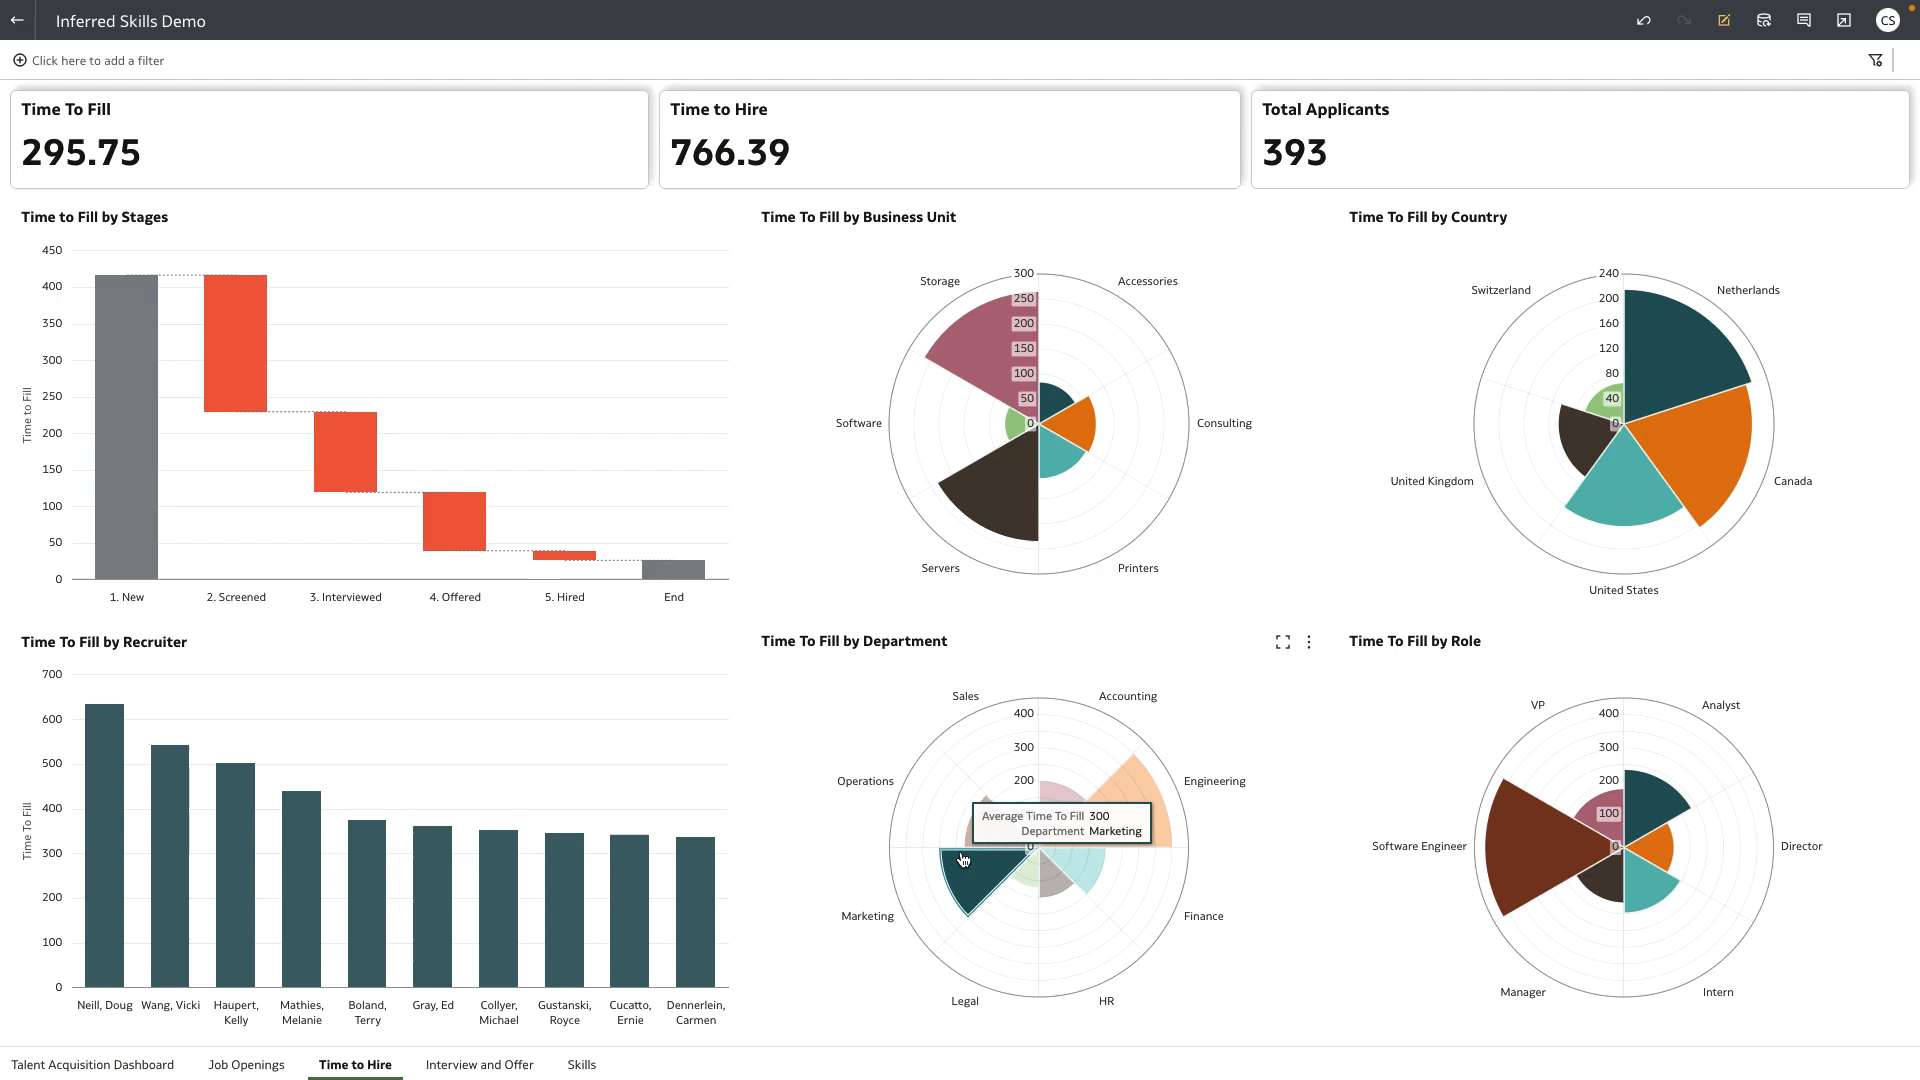 Inferred Skills Demo
CS
Click here to add a filter
Time To Fill
295.75
Time to Hire
766.39
Total Applicants
393
Time to Fill by Stages
Time to Fill
450
400
350
300
250
200
150
100
50
0
1. New
2. Screened
3. Interviewed
4. Offered
5. Hired
End
Time To Fill by Business Unit
300
250
200
150
100
50
0
Storage
Accessories
Software
Consulting
Servers
Printers
Time To Fill by Country
240
200
160
120
80
40
0
Switzerland
Netherlands
United Kingdom
Canada
United States
Time To Fill by Recruiter
Time To Fill
700
600
500
400
300
200
100
0
Neill, Doug
Wang, Vicki
Haupert,
Kelly
Mathies,
Melanie
Boland,
Terry
Gray, Ed
Collyer,
Michael
Gustanski,
Royce
Cucatto,
Ernie
Dennerlein,
Carmen
Time To Fill by Department
400
300
200
0
Sales
Accounting
Operations
Engineering
Average Time To Fill 300
Department Marketing
Marketing
Finance
Legal
HR
Time To Fill by Role
400
300
200
100
0
VP
Analyst
Software Engineer
Director
Manager
Intern
Talent Acquisition Dashboard
Job Openings
Time to Hire
Interview and Offer
Skills